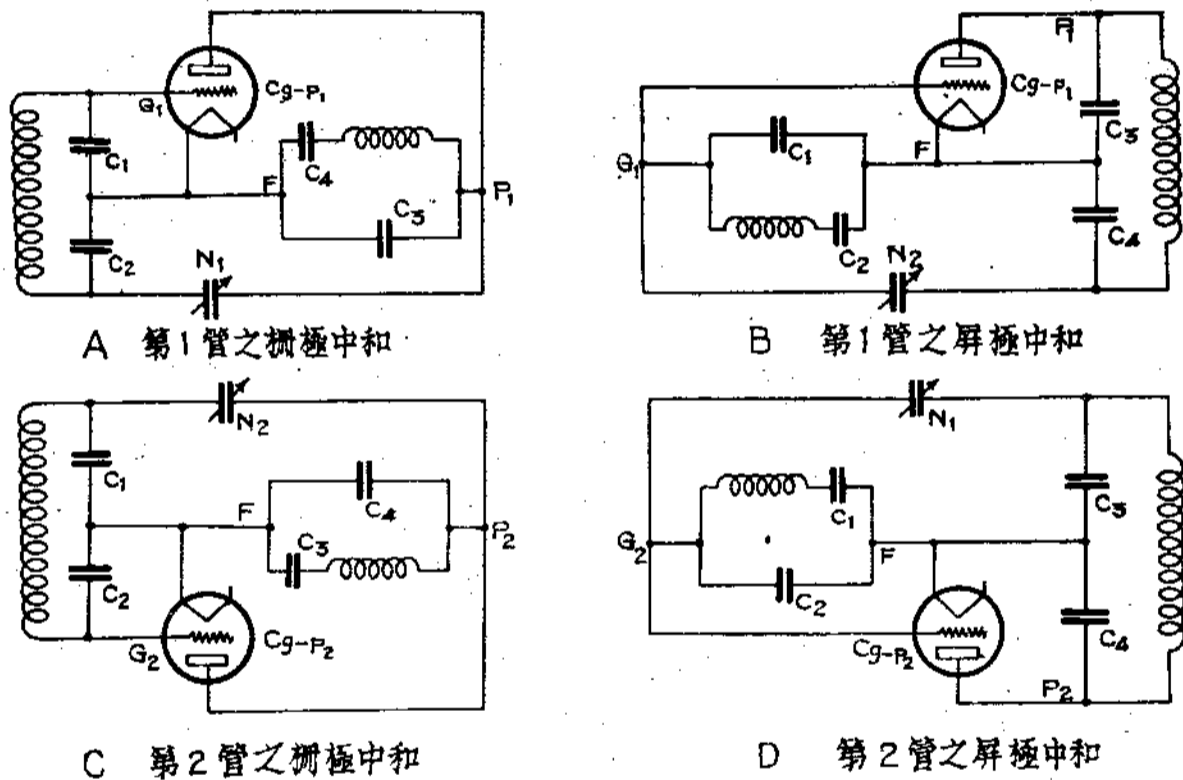 G₁
Cg-P₁
C₁
C₂
F
C₄
C₃
P₁
N₁
A 第1管之栅極中和
P₁
Cg-P₁
G₁
C₁
C₂
F
C₃
C₄
N₂
B 第1管之屏極中和
N₂
C₁
C₂
F
C₄
C₃
P₂
G₂
Cg-P₂
C 第2管之栅極中和
N₁
C₁
C₂
G₂
F
C₃
C₄
Cg-P₂
P₂
D 第2管之屏極中和